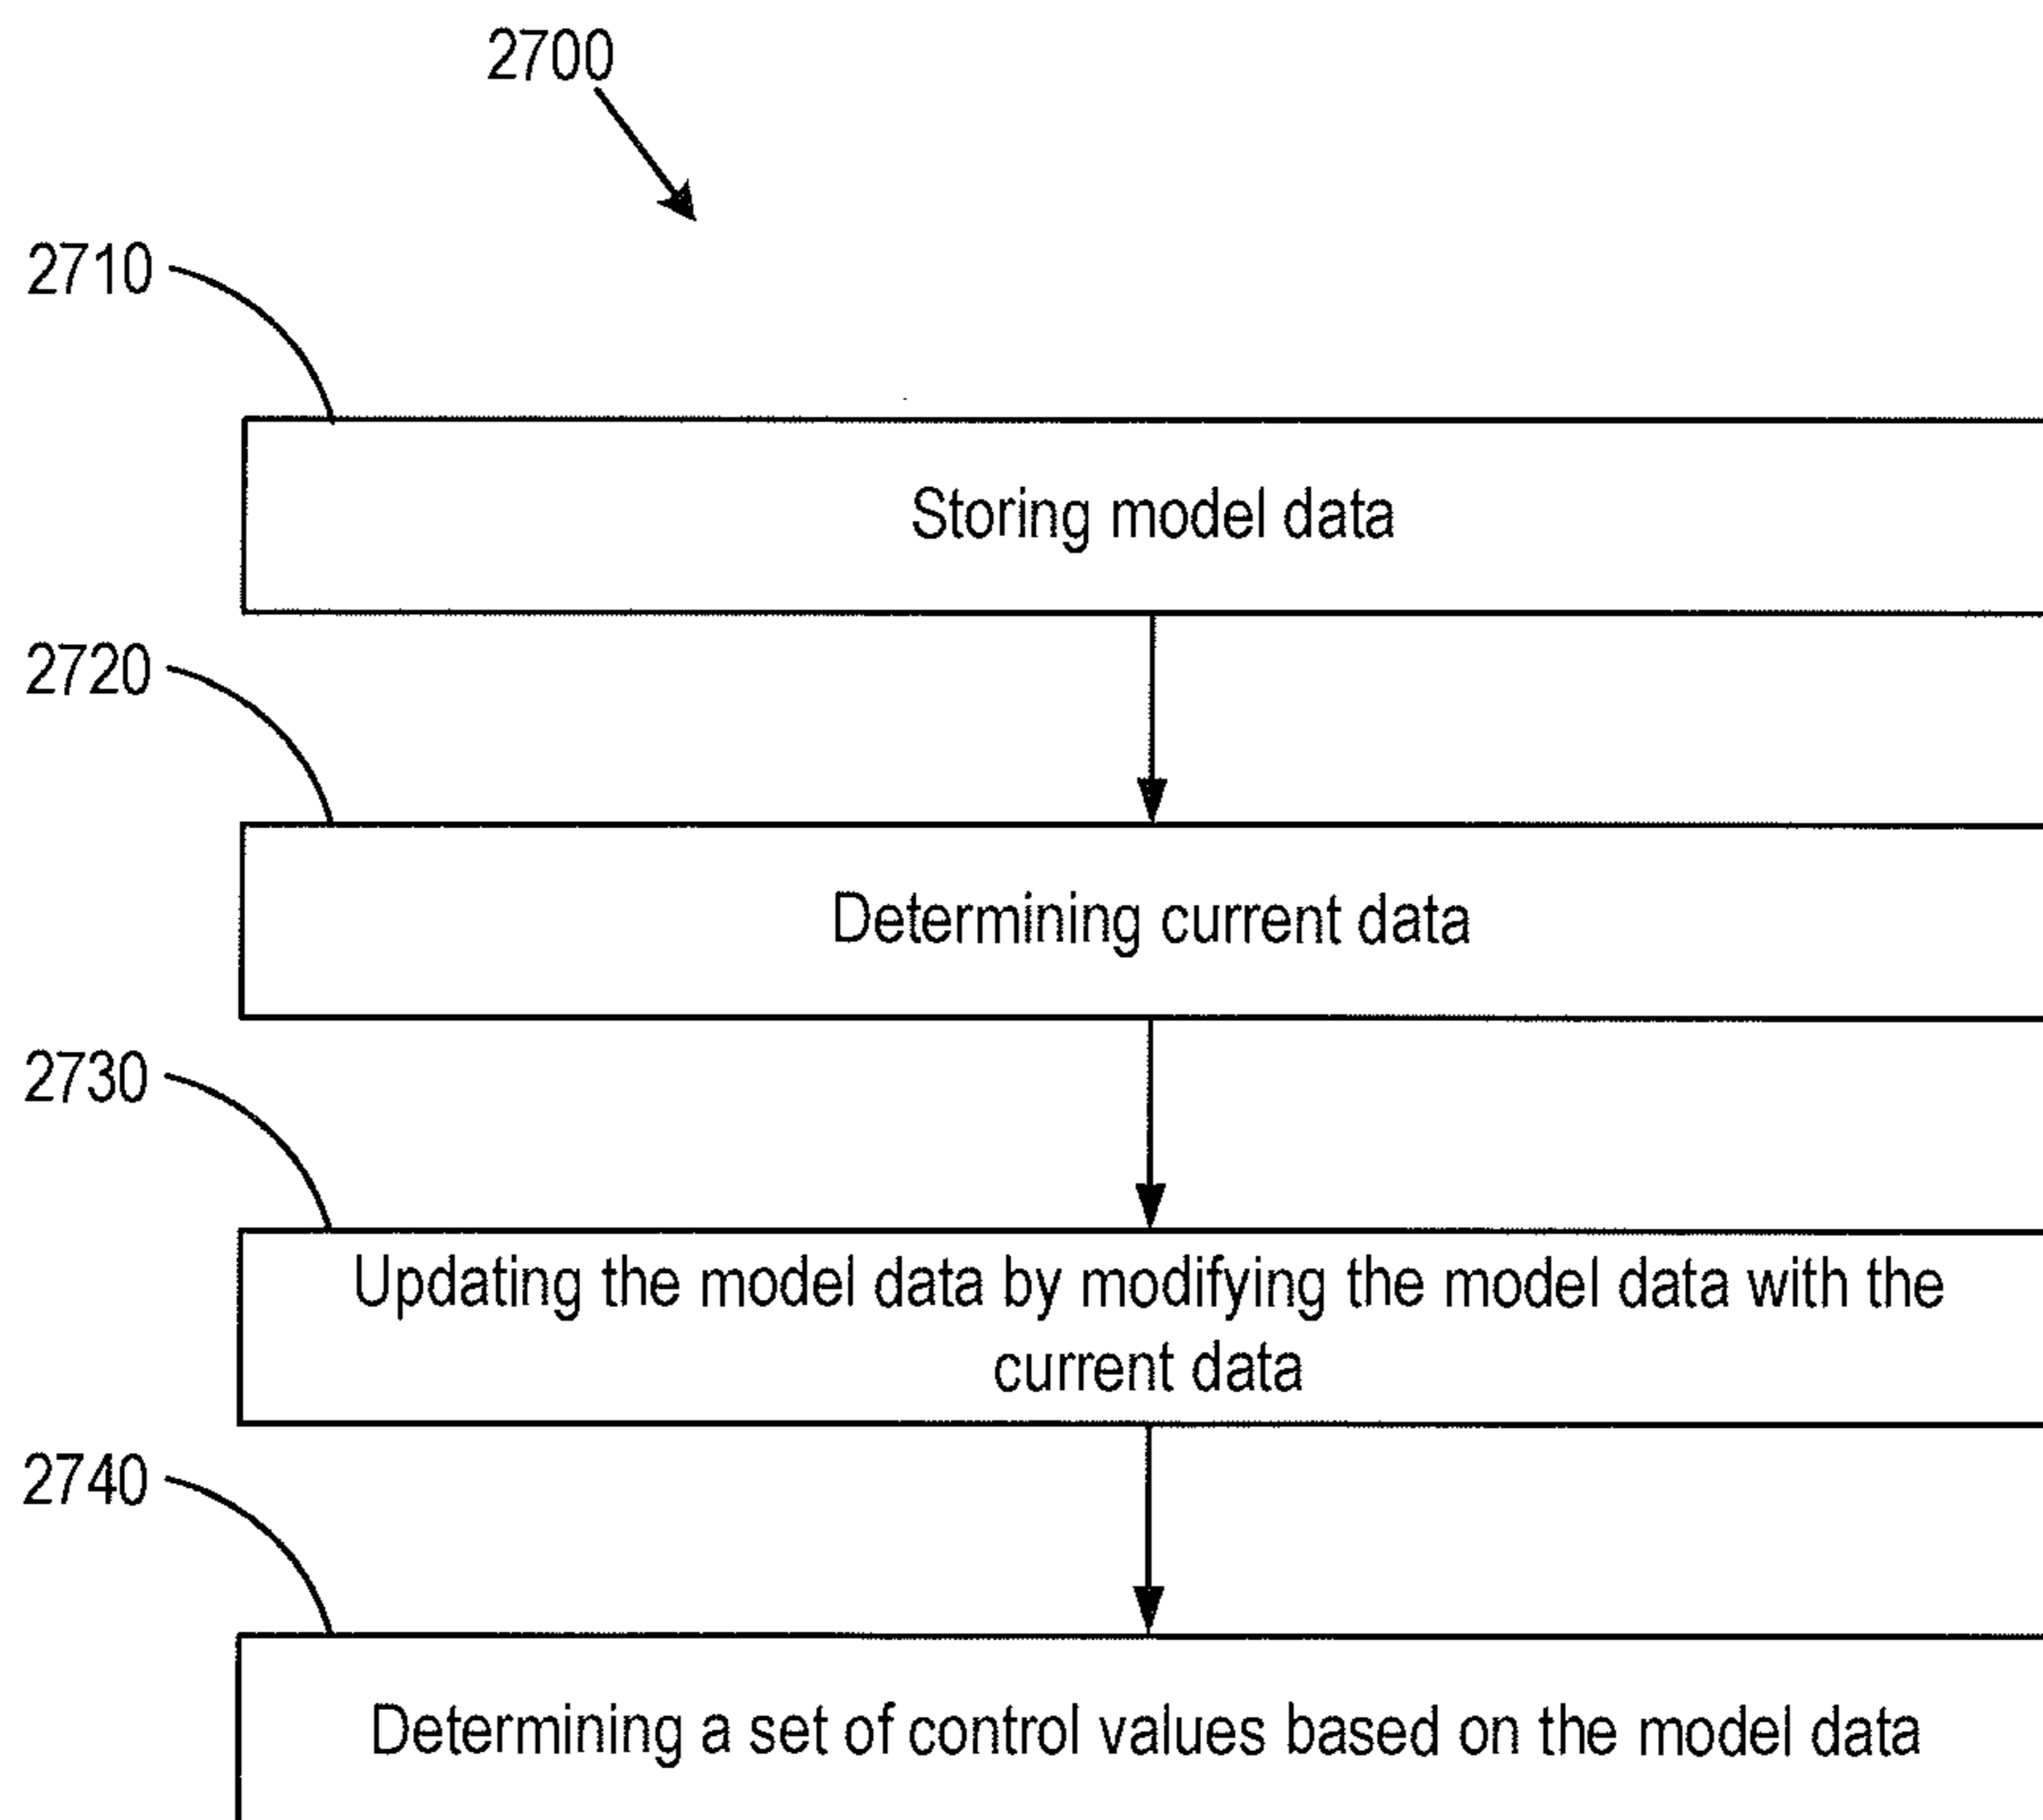 2700
2710
Storing model data
2720
Determining current data
2730
Updating the model data by modifying the model data with the
current data
2740
Determining a set of control values based on the model data